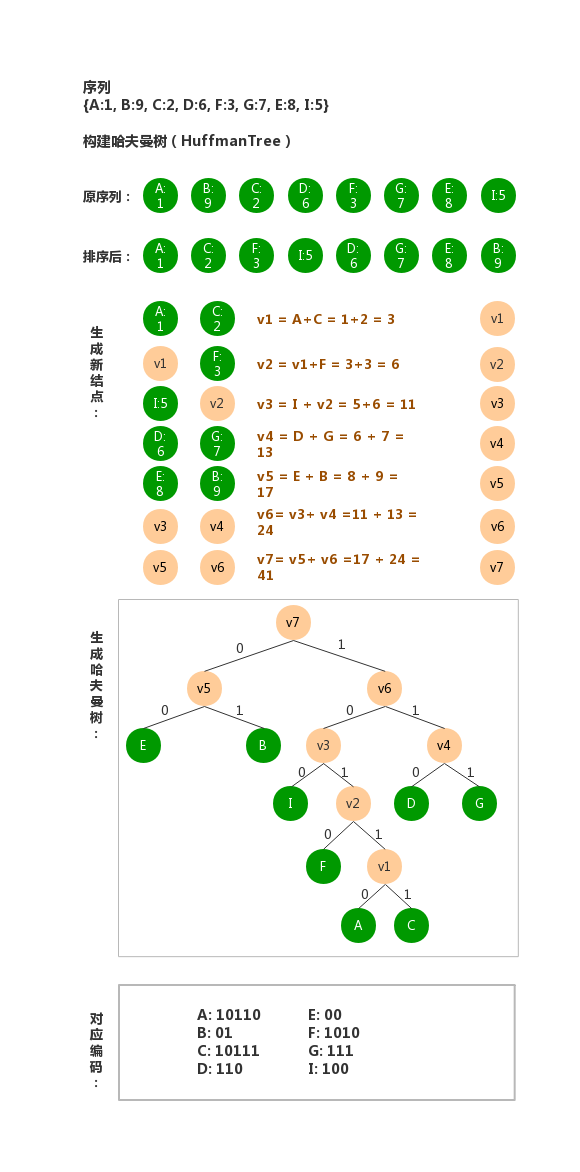 序列
{A:1, B:9, C:2, D:6, F:3, G:7, E:8, I:5}
构建哈夫曼树（HuffmanTree）
原序列：
A:
1
B:
9
C:
2
D:
6
F:
3
G:
7
E:
8
I:5
排序后：
A:
1
C:
2
F:
3
I:5
D:
6
G:
7
E:
8
B:
9
生成新结点：
A:
1
C:
2
v1 = A+C = 1+2 = 3
v1
v1
F:
3
v2 = v1+F = 3+3 = 6
v2
I:5
v2
v3 = I + v2 = 5+6 = 11
v3
D:
6
G:
7
v4 = D + G = 6 + 7 =
13
v4
E:
8
B:
9
v5 = E + B = 8 + 9 =
17
v5
v3
v4
v6= v3+ v4 =11 + 13 =
24
v6
v5
v6
v7= v5+ v6 =17 + 24 =
41
v7
生成哈夫曼树：
v7
0
1
v5
v6
0
1
0
1
E
B
v3
v4
0
1
0
1
I
v2
D
G
0
1
F
v1
0
1
A
C
对应编码：
A: 10110
B: 01
C: 10111
D: 110
E: 00
F: 1010
G: 111
I: 100